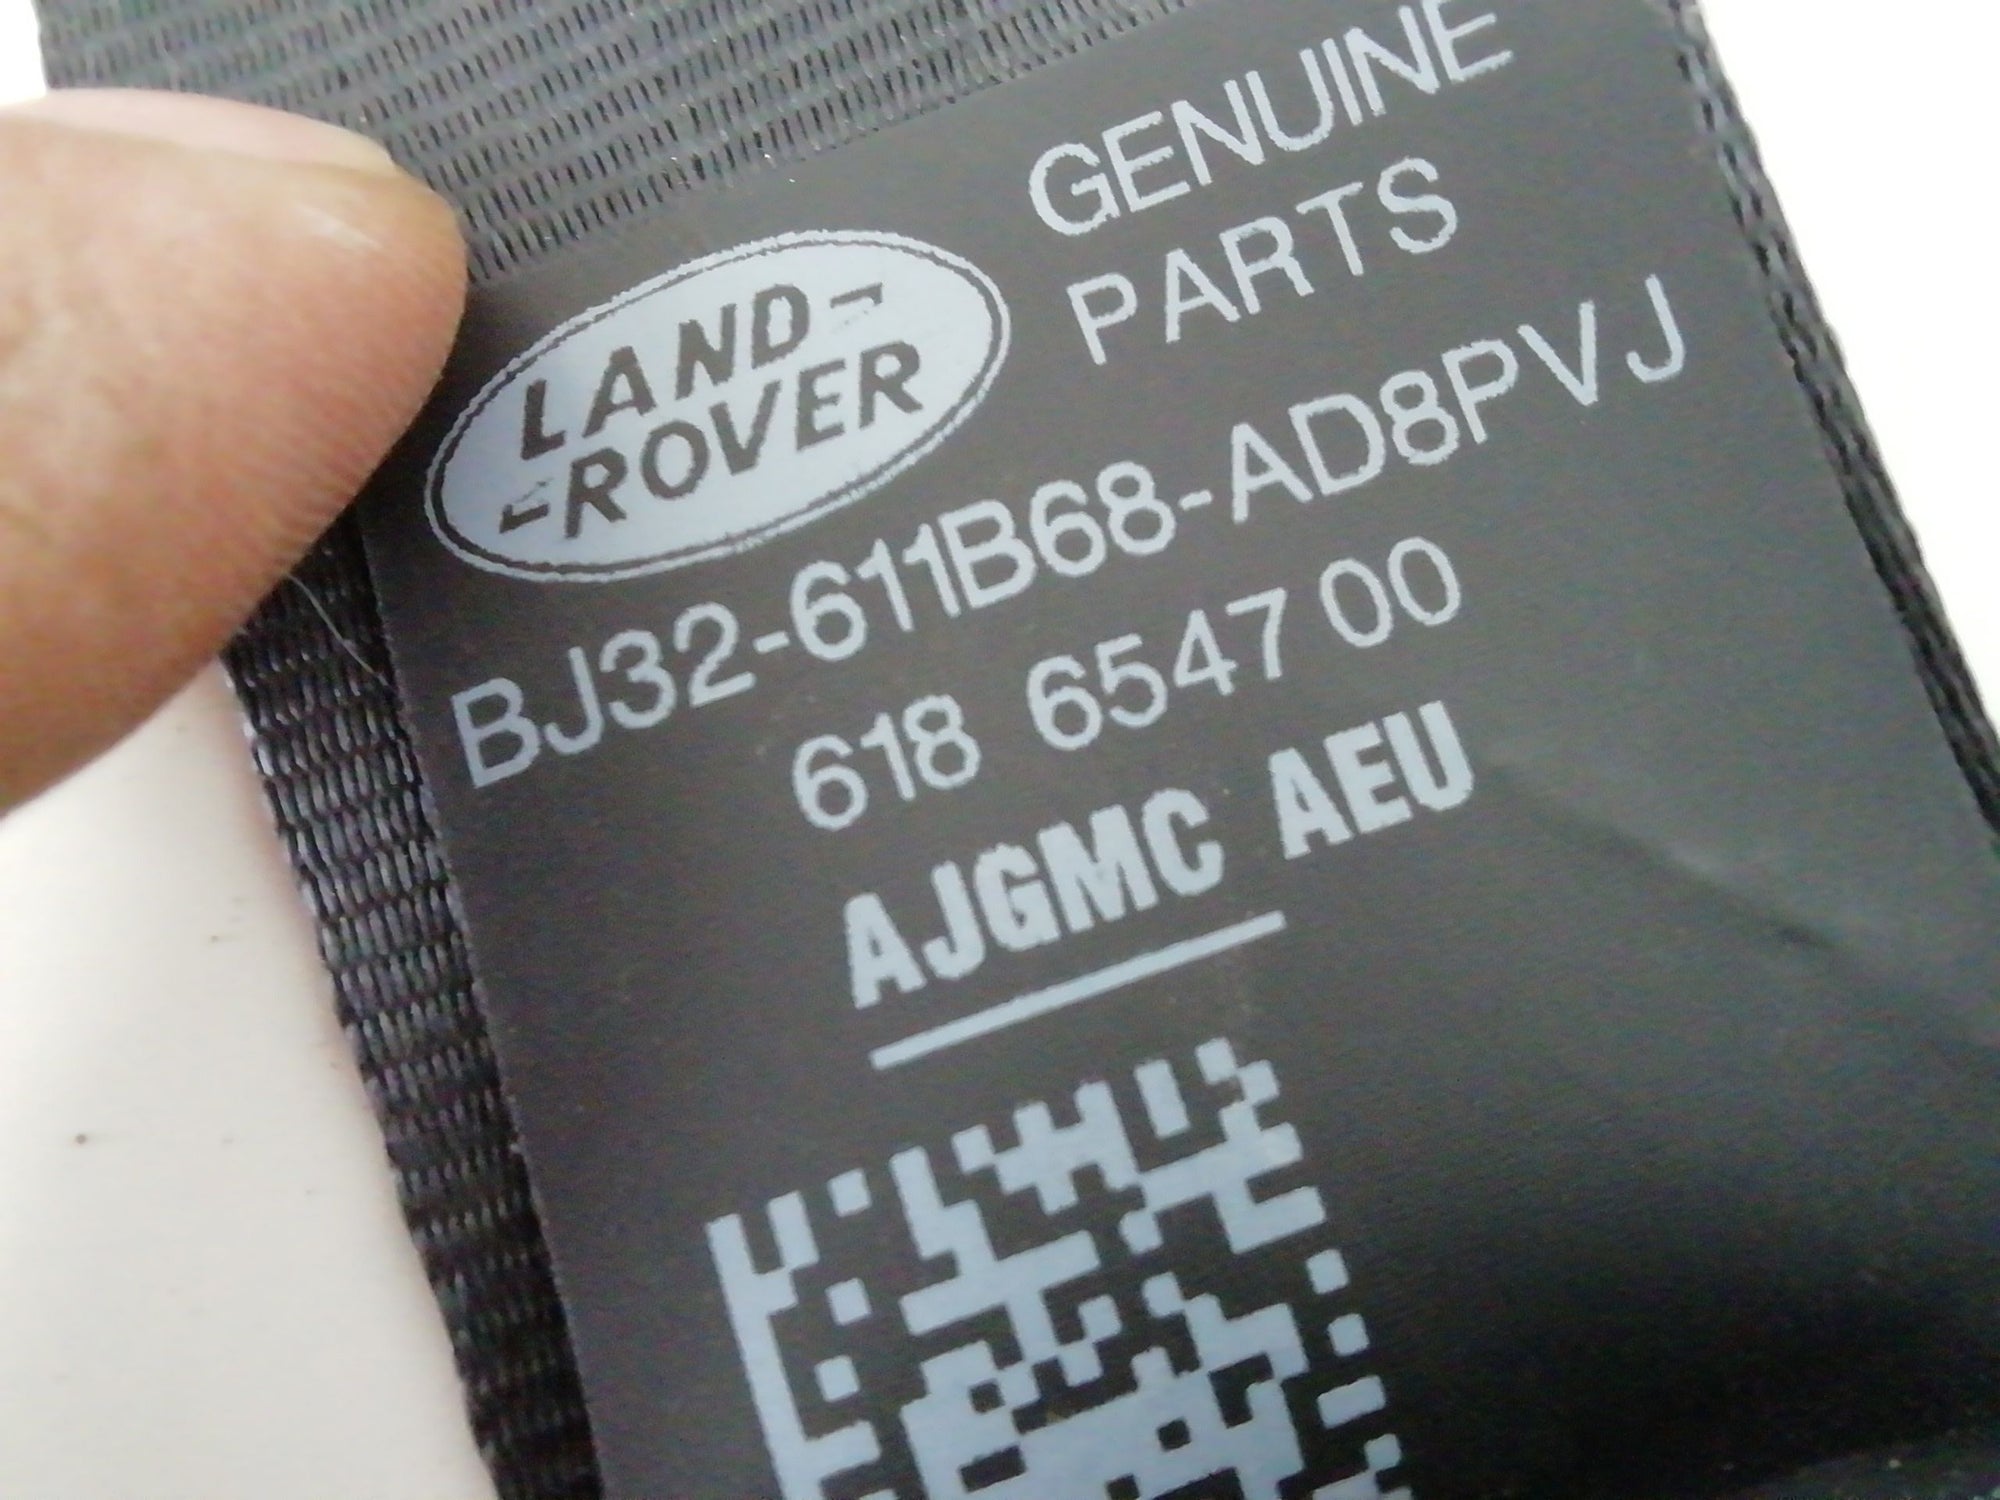 GENUINE
PARTS
LAND-
-ROVER
BJ32-611B68-AD8PVJ
618 6547 00
AJGMC AEU